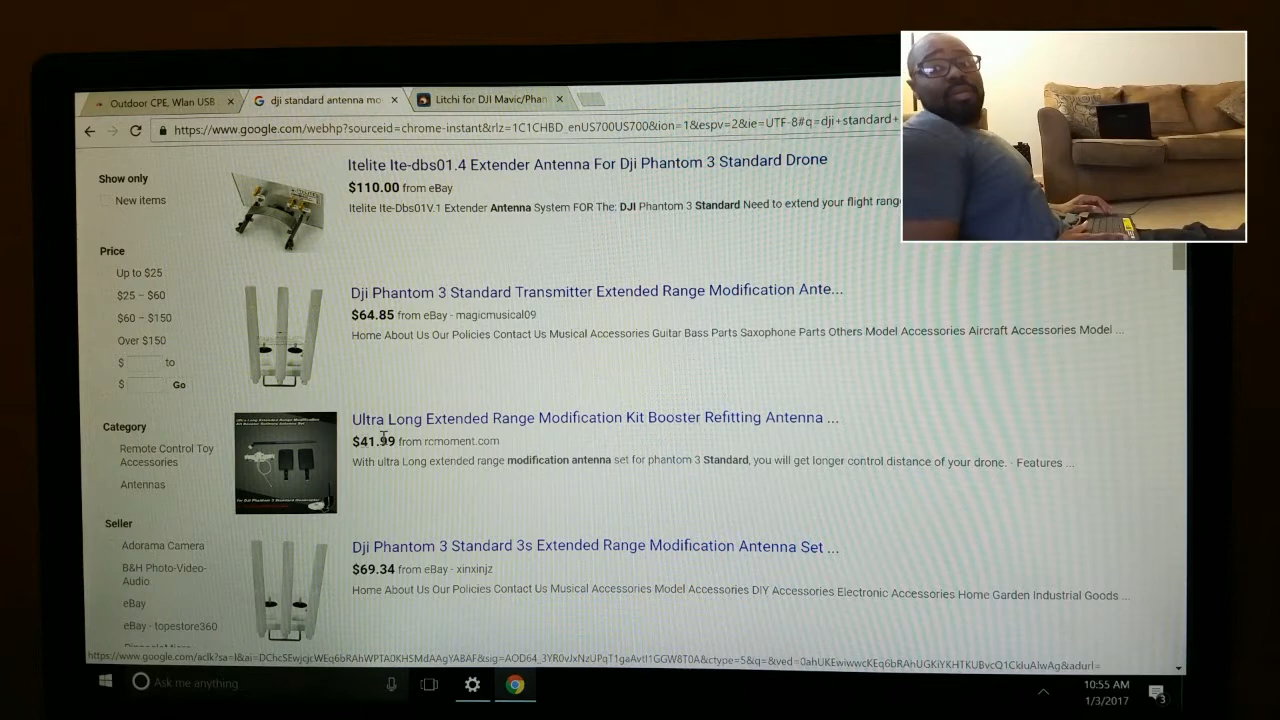 Outdoor CPE, Wlan USB
dji standard antenna mo
Litchi for DJI Mavic/Phan
https://www.google.com/webhp?sourceid=chrome-instant&rlz=1C1CHBD_enUS700US700&ion=1&espv=2&ie=UTF-8#q=dji+standard+
Show only
New items
Price
Up to $25
$25 – $60
$60 – $150
Over $150
$ to
$ Go
Category
Remote Control Toy
Accessories
Antennas
Seller
Adorama Camera
B&H Photo-Video-
Audio
eBay
eBay - topestore360
Itelite Ite-dbs01.4 Extender Antenna For Dji Phantom 3 Standard Drone
$110.00 from eBay
Itelite Ite-Dbs01V.1 Extender Antenna System FOR The: DJI Phantom 3 Standard Need to extend your flight rang
Dji Phantom 3 Standard Transmitter Extended Range Modification Ante...
$64.85 from eBay - magicmusical09
Home About Us Our Policies Contact Us Musical Accessories Guitar Bass Parts Saxophone Parts Others Model Accessories Aircraft Accessories Model ...
Ultra Long Extended Range Modification Kit Booster Refitting Antenna ...
$41.99 from rcmoment.com
With ultra Long extended range modification antenna set for phantom 3 Standard, you will get longer control distance of your drone. · Features ...
Dji Phantom 3 Standard 3s Extended Range Modification Antenna Set ...
$69.34 from eBay - xinxinjz
Home About Us Our Policies Contact Us Musical Accessories Model Accessories DIY Accessories Electronic Accessories Home Garden Industrial Goods ...
Ask me anything
10:55 AM
1/3/2017
3